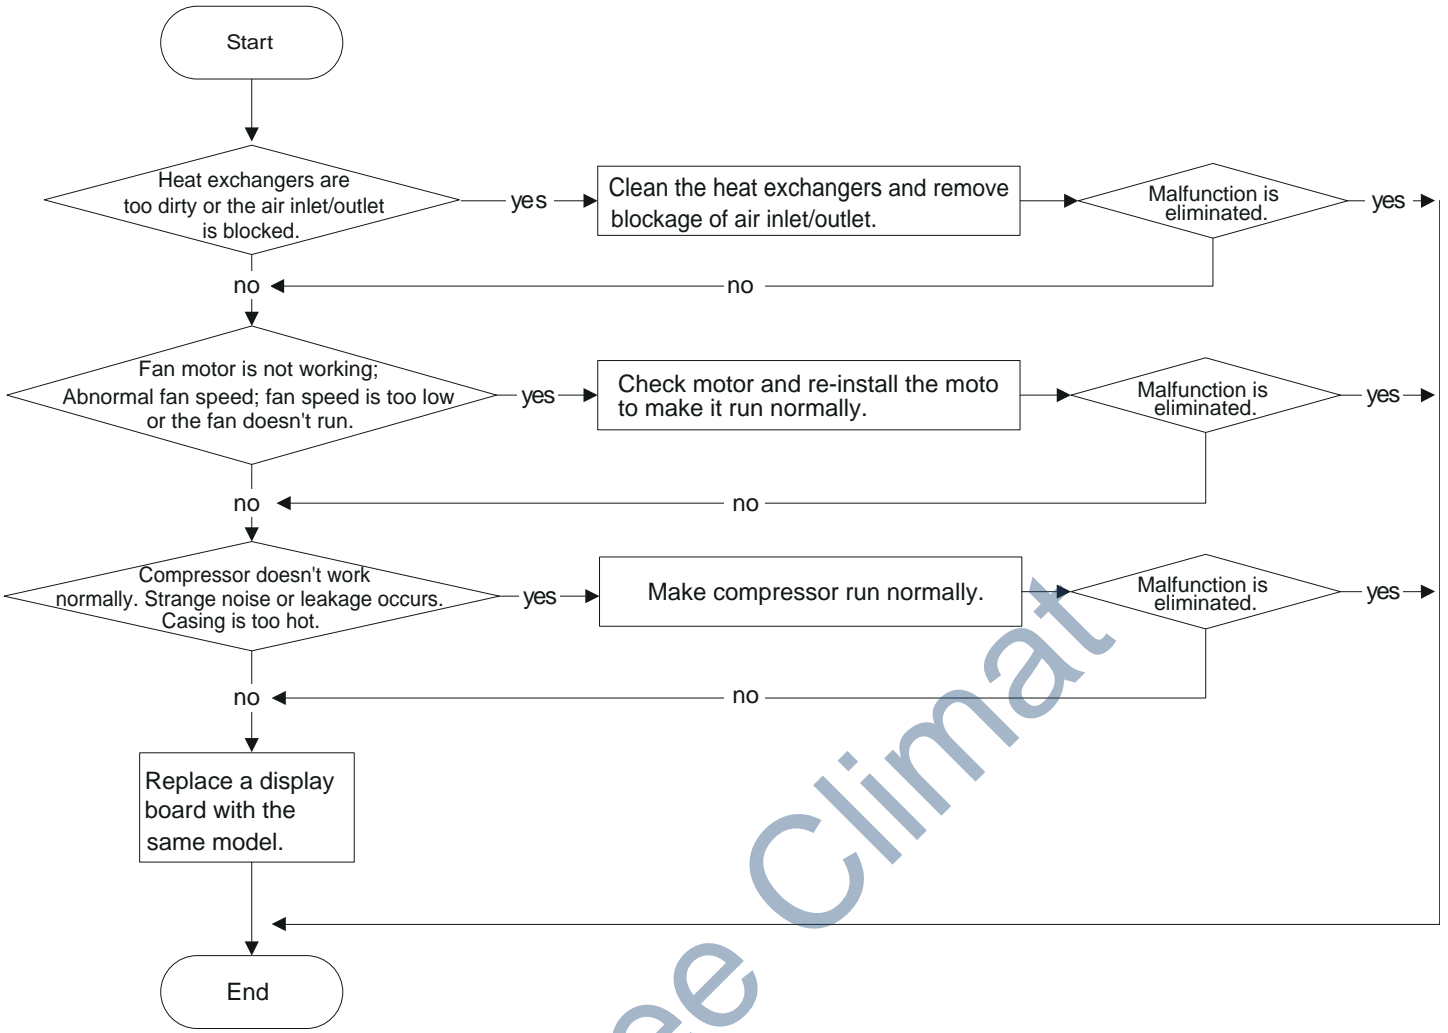 Start
Heat exchangers are
too dirty or the air inlet/outlet
is blocked.
yes
Clean the heat exchangers and remove
blockage of air inlet/outlet.
Malfunction is
eliminated.
yes
no
no
Fan motor is not working;
Abnormal fan speed; fan speed is too low
or the fan doesn't run.
yes
Check motor and re-install the moto
to make it run normally.
Malfunction is
eliminated.
yes
no
no
Compressor doesn't work
normally. Strange noise or leakage occurs.
Casing is too hot.
yes
Make compressor run normally.
Malfunction is
eliminated.
yes
no
no
Replace a display
board with the
same model.
End
ee Climat